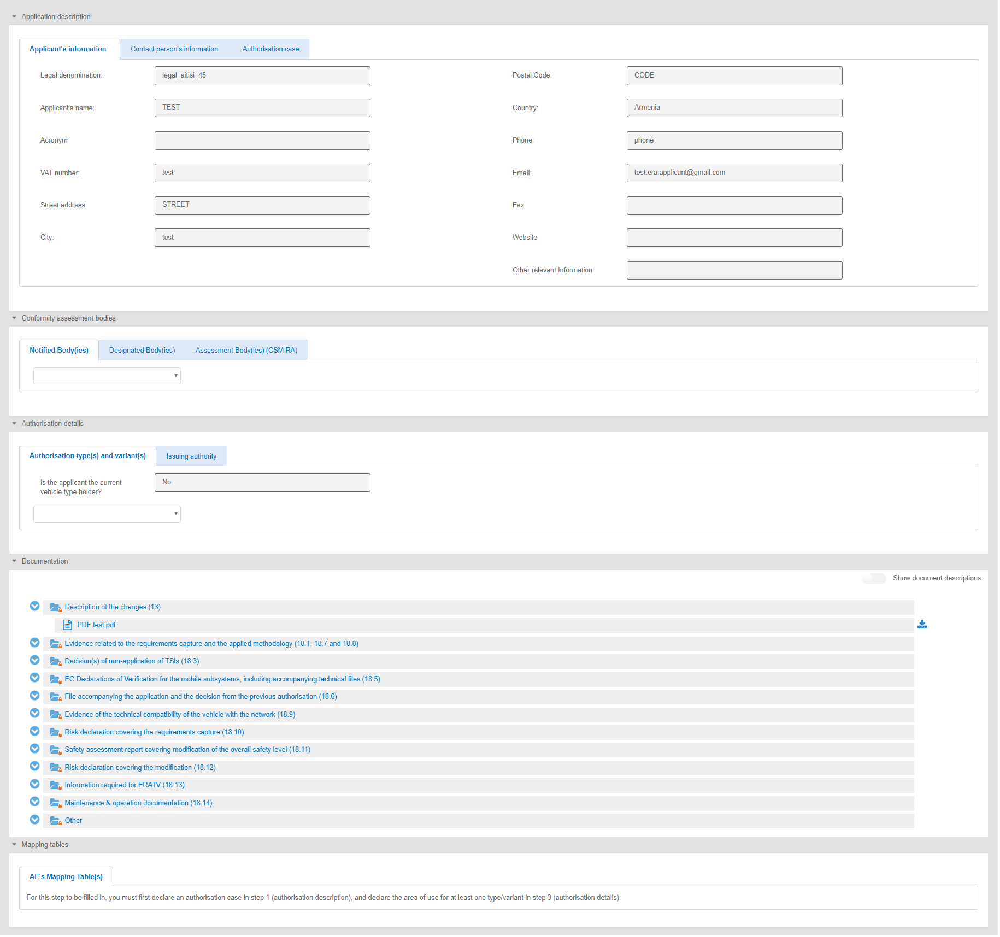 Application description
Applicant's information
Contact person's information
Authorisation case
Legal denomination:
legal_aitisi_45
Applicant's name:
TEST
Acronym
VAT number:
test
Street address:
STREET
City:
test
Postal Code:
CODE
Country:
Armenia
Phone:
phone
Email:
test.era.applicant@gmail.com
Fax
Website
Other relevant Information
Conformity assessment bodies
Notified Body(ies)
Designated Body(ies)
Assessment Body(ies) (CSM RA)
Authorisation details
Authorisation type(s) and variant(s)
Issuing authority
Is the applicant the current
vehicle type holder?
No
Documentation
Show document descriptions
Description of the changes (13)
PDF test.pdf
Evidence related to the requirements capture and the applied methodology (18.1, 18.7 and 18.8)
Decision(s) of non-application of TSIs (18.3)
EC Declarations of Verification for the mobile subsystems, including accompanying technical files (18.5)
File accompanying the application and the decision from the previous authorisation (18.6)
Evidence of the technical compatibility of the vehicle with the network (18.9)
Risk declaration covering the requirements capture (18.10)
Safety assessment report covering modification of the overall safety level (18.11)
Risk declaration covering the modification (18.12)
Information required for ERATV (18.13)
Maintenance & operation documentation (18.14)
Other
Mapping tables
AE's Mapping Table(s)
For this step to be filled in, you must first declare an authorisation case in step 1 (authorisation description), and declare the area of use for at least one type/variant in step 3 (authorisation details).